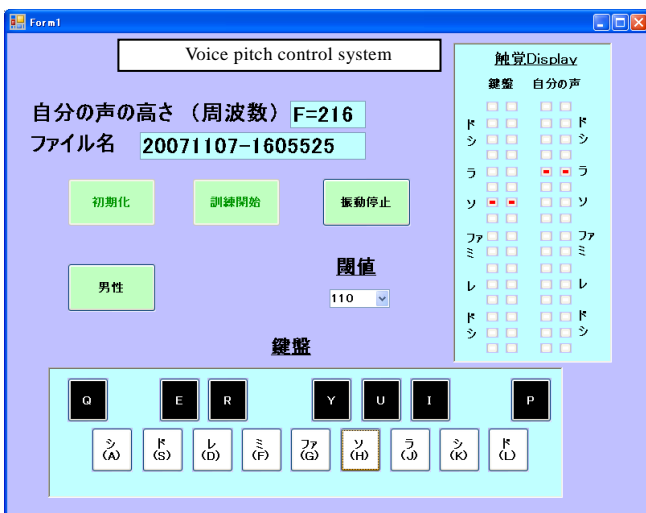 Form1
Voice pitch control system
触覚Display
鍵盤 自分の声
自分の声の高さ (周波数) F=216
ファイル名 20071107-1605525
ド ド
シ シ
ラ ラ
ソ ソ
ファ ファ
ミ ミ
レ レ
ド ド
シ シ
初期化 訓練開始 振動停止
男性
閾値
110
鍵盤
Q E R Y U I P
シ ド レ ミ ファ ソ ラ シ ド
(A) (S) (D) (F) (G) (H) (J) (K) (L)